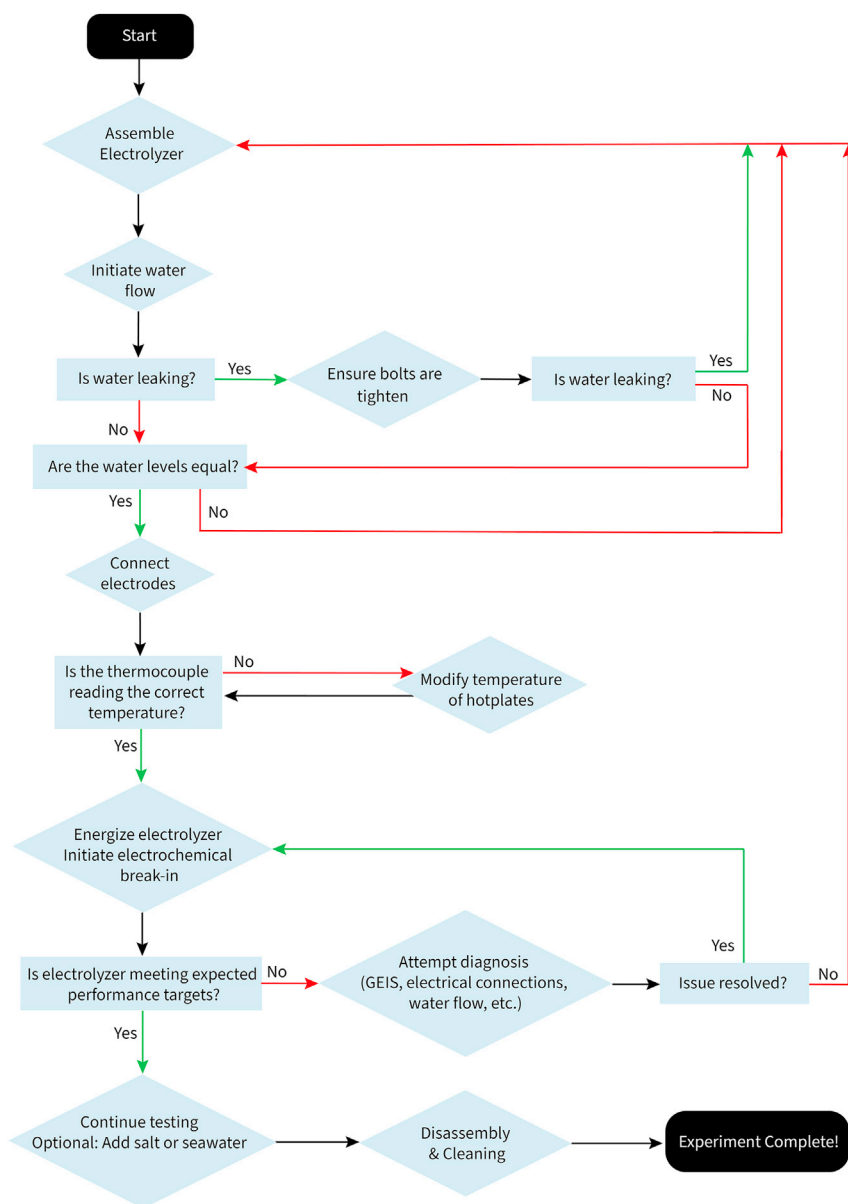 Start
Assemble
Electrolyzer
Initiate water
flow
Is water leaking?
Yes
Ensure bolts are
tighten
Is water leaking?
Yes
No
No
Are the water levels equal?
Yes
No
Connect
electrodes
Is the thermocouple
reading the correct
temperature?
No
Modify temperature
of hotplates
Yes
Energize electrolyzer
Initiate electrochemical
break-in
Is electrolyzer meeting expected
performance targets?
No
Attempt diagnosis
(GEIS, electrical connections,
water flow, etc.)
Yes
Issue resolved?
No
Yes
Continue testing
Optional: Add salt or seawater
Disassembly
& Cleaning
Experiment Complete!